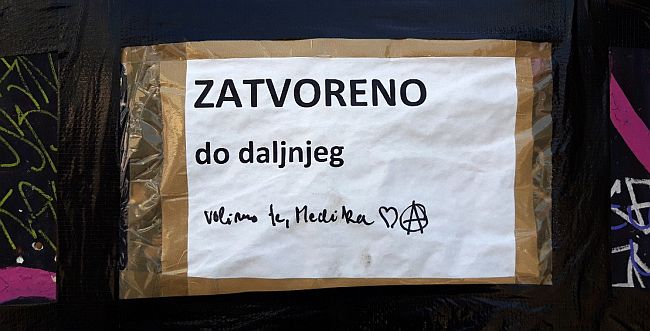 ZATVORENO
do daljnjeg
volimo te, Medika ♡Ⓐ